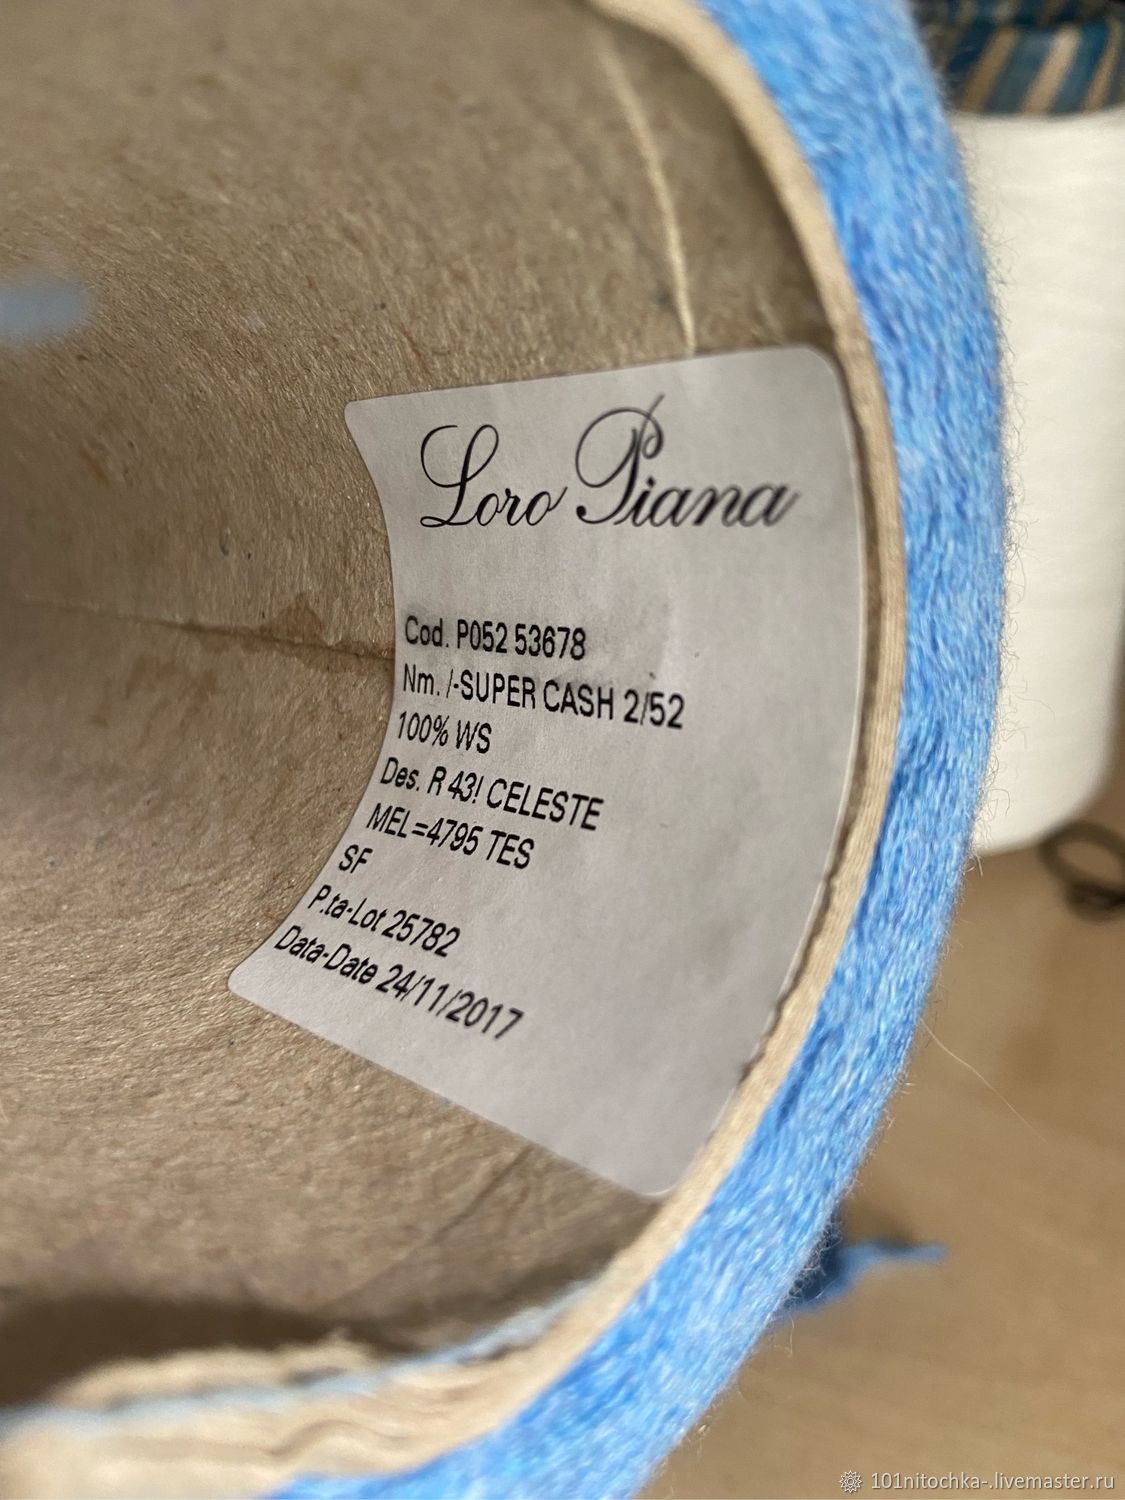 Loro Piana
Cod. P052 53678
Nm. /-SUPER CASH 2/52
100% WS
Des. R 43! CELESTE
MEL=4795 TES
SF
P.ta-Lot 25782
Data-Date 24/11/2017
101nitochka-.livemaster.ru